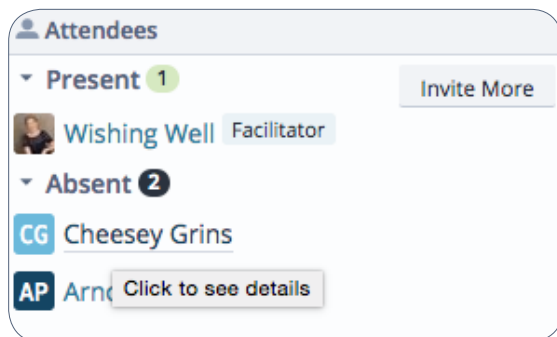 Attendees
Present 1
Invite More
Wishing Well Facilitator
Absent 2
CG Cheesey Grins
AP
Click to see details